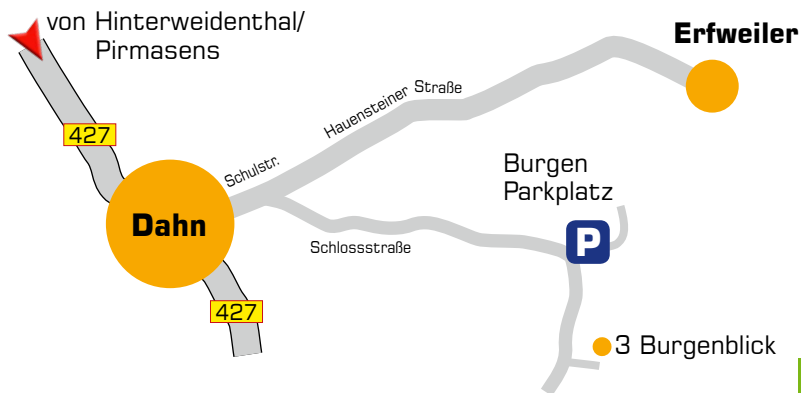 von Hinterweidenthal/
Pirmasens
Erfweiler
427
Hauensteiner Straße
Schulstr.
Burgen
Parkplatz
Dahn
P
Schlossstraße
427
3 Burgenblick